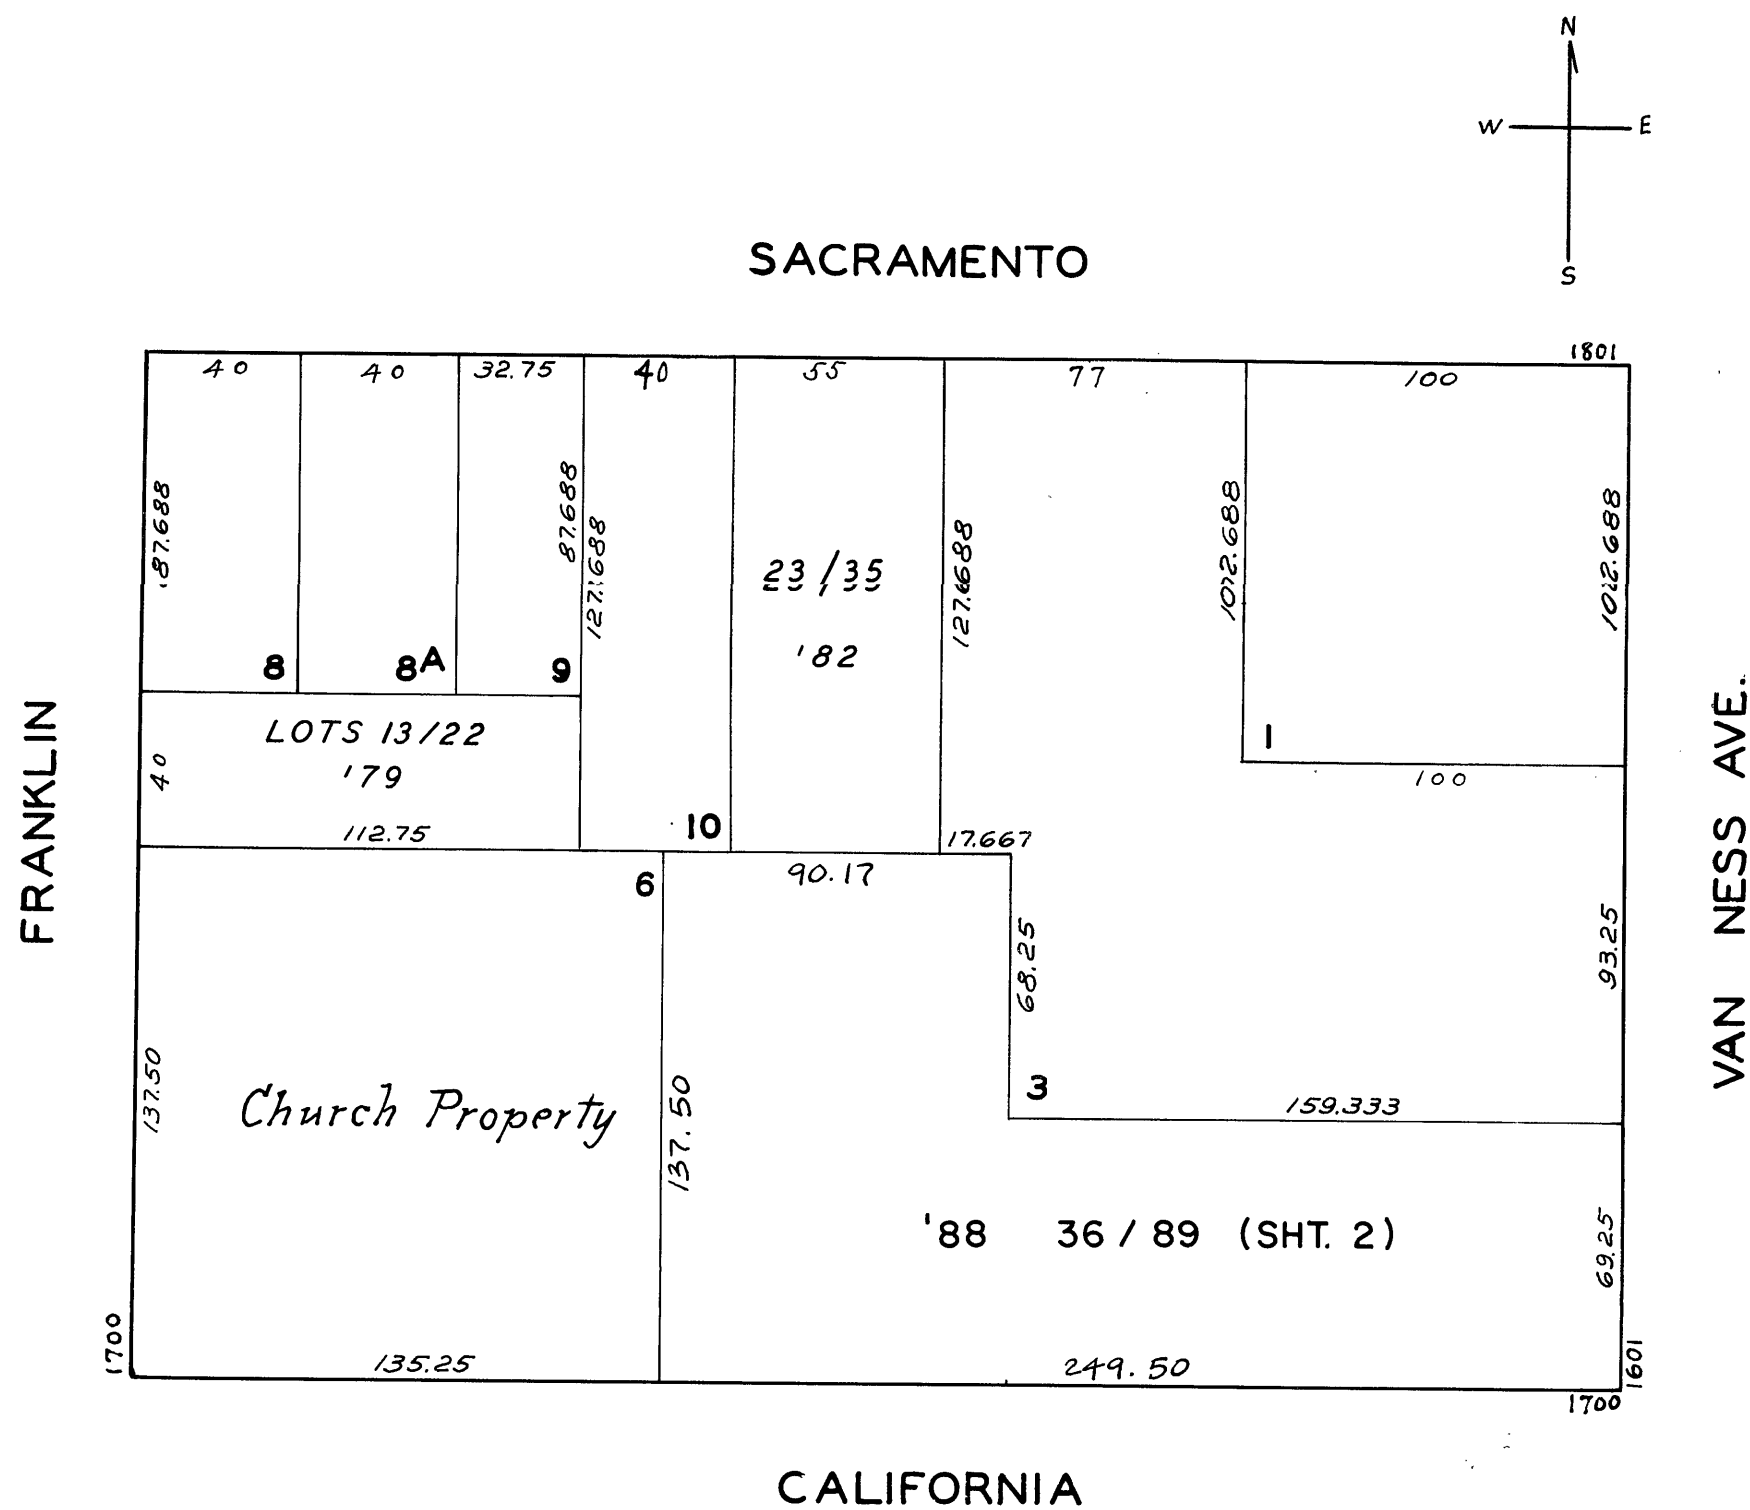 N
W E
S
SACRAMENTO
1801
40 40 32.75 40 55 77 100
87.688
87.688
127.688
127.688
102.688
102.688
23/35
'82
8 8A 9
LOTS 13/22
'79
40
112.75
10
1
100
17.667
90.17
6
FRANKLIN
VAN NESS AVE.
68.25
93.25
137.50
Church Property
137.50
3
159.333
'88 36/89 (SHT. 2)
69.25
1700
135.25
249.50
1601
1700
CALIFORNIA